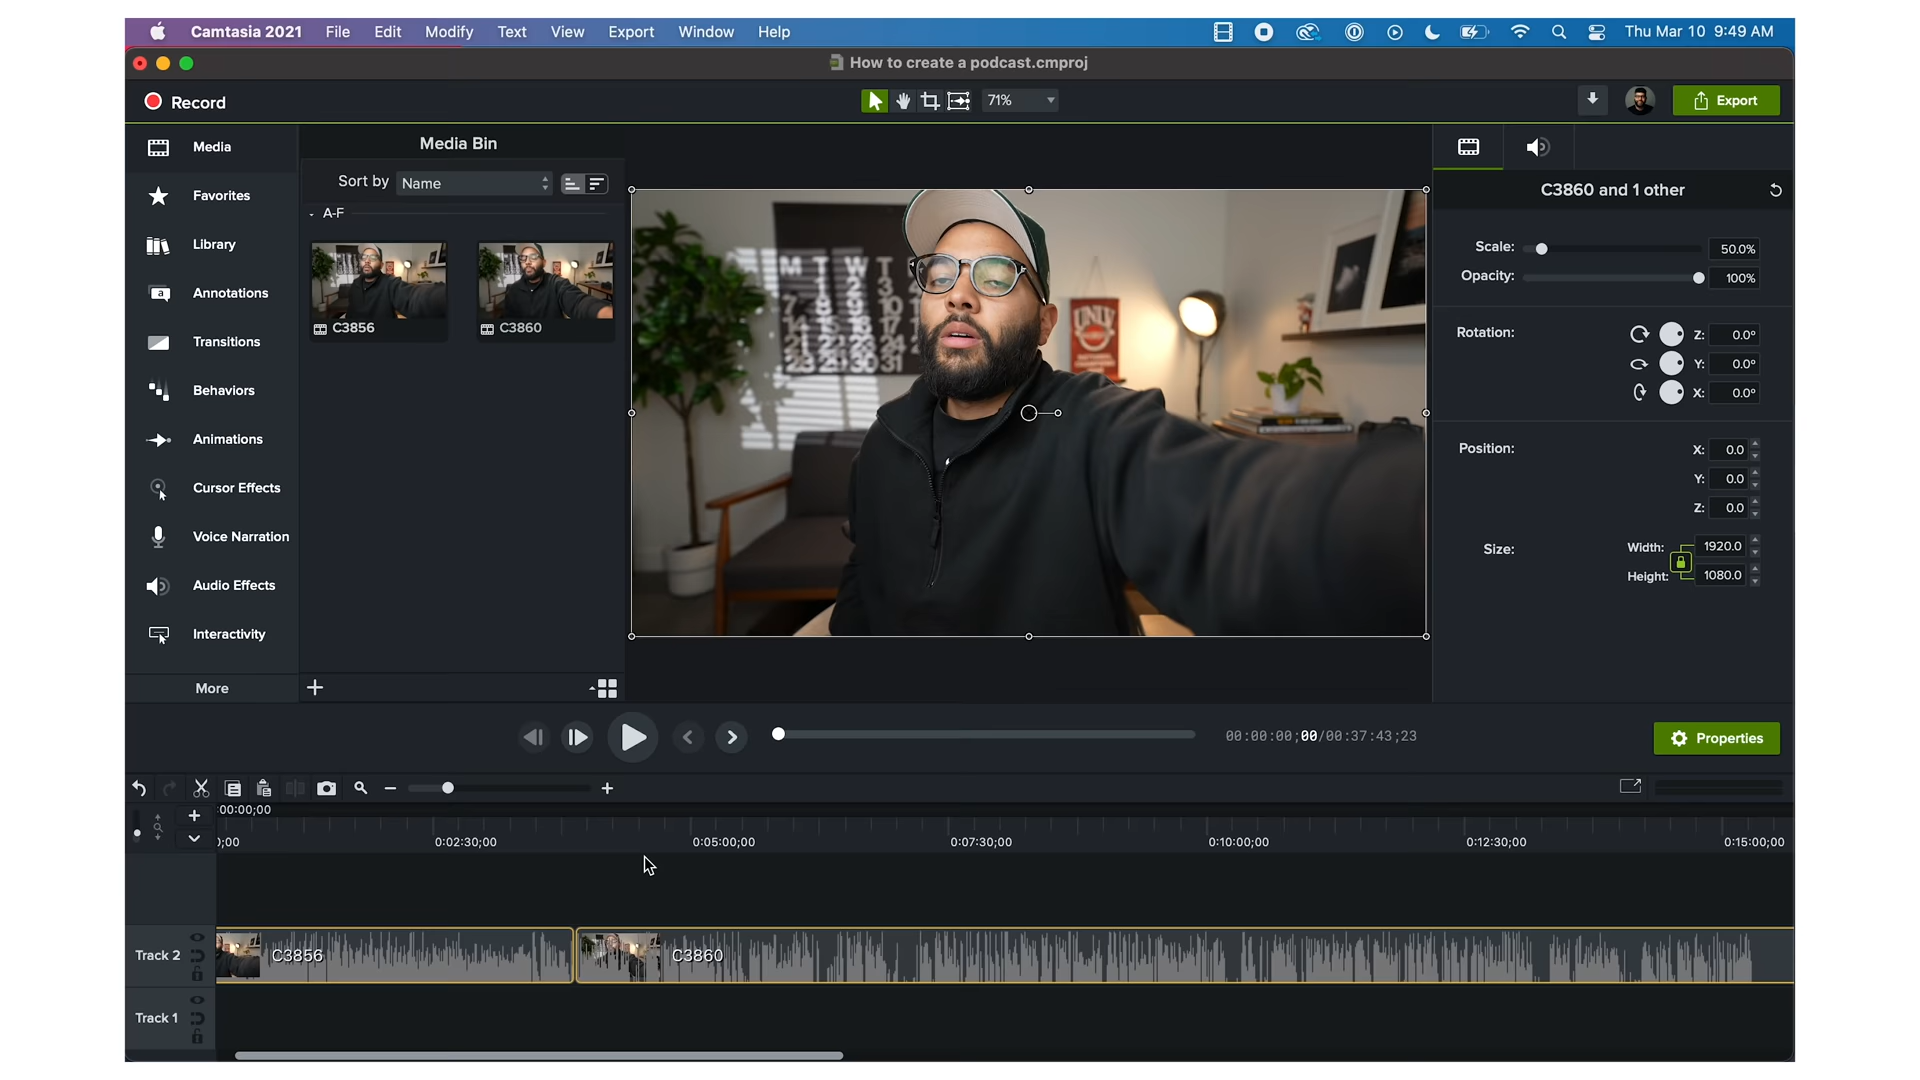 Camtasia 2021 File Edit Modify Text View Export Window Help Thu Mar 10 9:49 AM
How to create a podcast.cmproj
Record 71% Export
Media
Favorites
Library
a Annotations
Transitions
Behaviors
Animations
Cursor Effects
Voice Narration
Audio Effects
Interactivity
More
Media Bin
Sort by Name
A-F
C3856 C3860
M T W T
UNLV
C3860 and 1 other
Scale: 50.0%
Opacity: 100%
Rotation: Z: 0.0°
Y: 0.0°
X: 0.0°
Position: X: 0.0
Y: 0.0
Z: 0.0
Size: Width: 1920.0
Height: 1080.0
00:00:00;00/00:37:43;23
Properties
:00:00;00
0:02:30;00 0:05:00;00 0:07:30;00 0:10:00;00 0:12:30;00 0:15:00;00
Track 2 C3856 C3860
Track 1